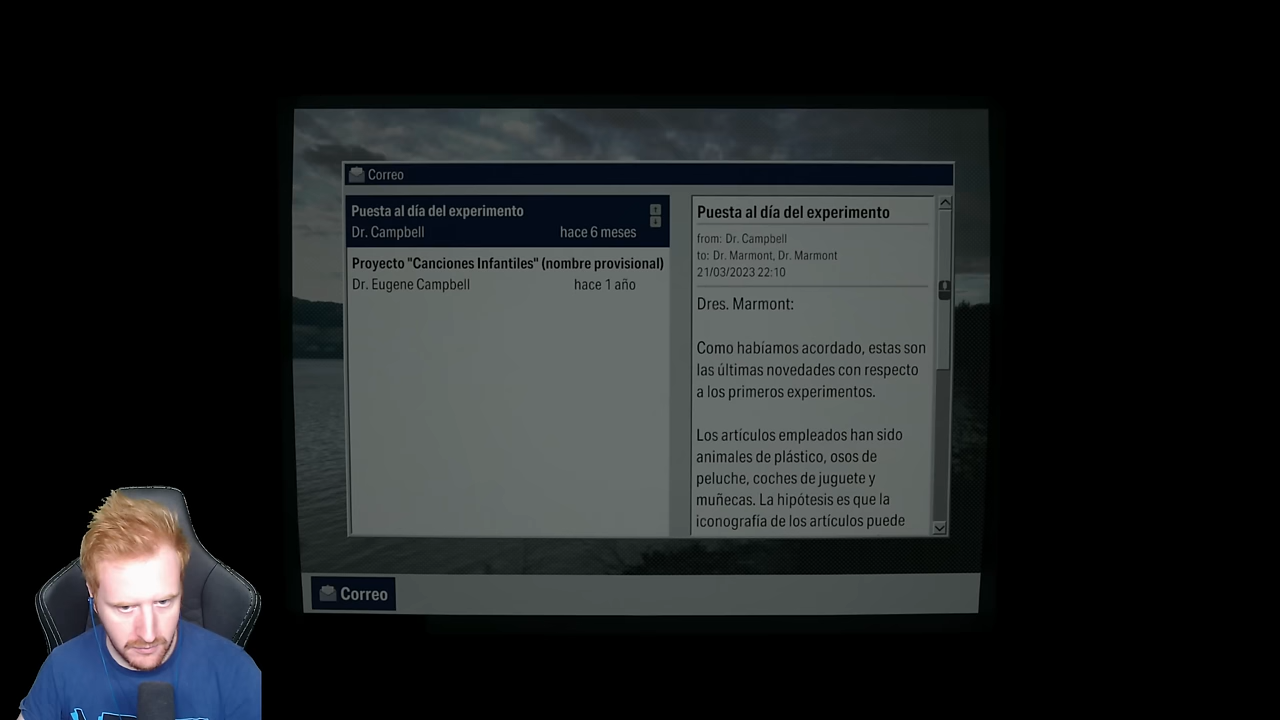 Correo
Puesta al día del experimento
Dr. Campbell
hace 6 meses
Proyecto "Canciones Infantiles" (nombre provisional)
Dr. Eugene Campbell
hace 1 año
Puesta al día del experimento
from: Dr. Campbell
to: Dr. Marmont, Dr. Marmont
21/03/2023 22:10
Dres. Marmont:
Como habíamos acordado, estas son
las últimas novedades con respecto
a los primeros experimentos.
Los artículos empleados han sido
animales de plástico, osos de
peluche, coches de juguete y
muñecas. La hipótesis es que la
iconografía de los artículos puede
Correo